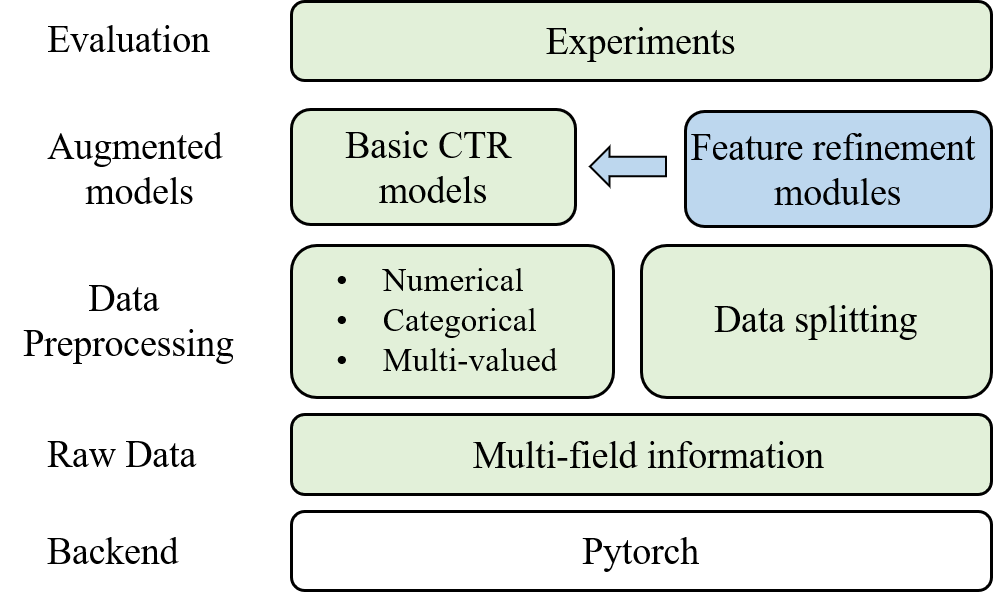 Evaluation
Experiments
Augmented
models
Basic CTR
models
Feature refinement
modules
Data
Preprocessing
• Numerical
• Categorical
• Multi-valued
Data splitting
Raw Data
Multi-field information
Backend
Pytorch